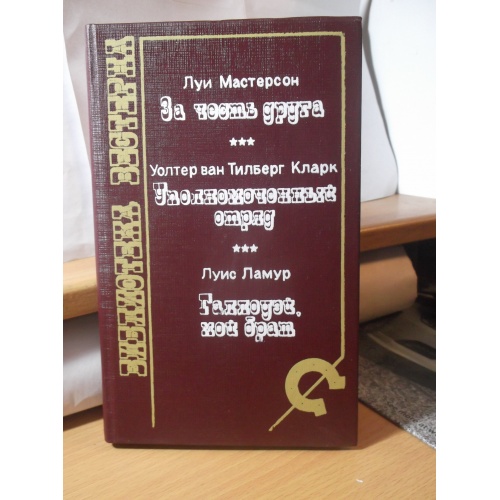 БИБЛИОТЕКА ВЕСТЕРНА
Луи Мастерсон
За честь друга
***
Уолтер ван Тилберг Кларк
Уполномоченный
отряд
***
Луис Ламур
Галлоуэй,
мой брат